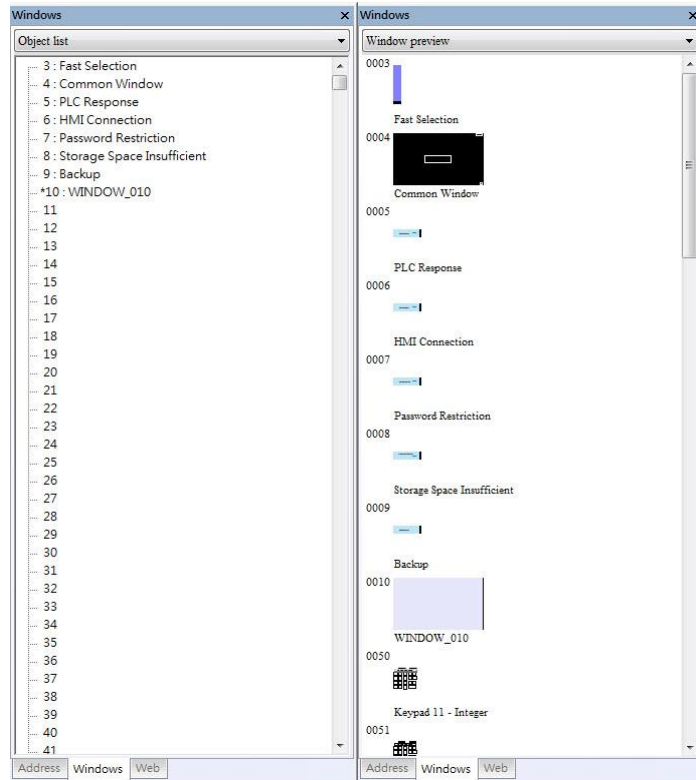 Windows
Object list
3 : Fast Selection
4 : Common Window
5 : PLC Response
6 : HMI Connection
7 : Password Restriction
8 : Storage Space Insufficient
9 : Backup
*10 : WINDOW_010
11
12
13
14
15
16
17
18
19
20
21
22
23
24
25
26
27
28
29
30
31
32
33
34
35
36
37
38
39
40
41
Address Windows Web
Windows
Window preview
0003
Fast Selection
0004
Common Window
0005
PLC Response
0006
HMI Connection
0007
Password Restriction
0008
Storage Space Insufficient
0009
Backup
0010
WINDOW_010
0050
Keypad 11 - Integer
0051
Address Windows Web